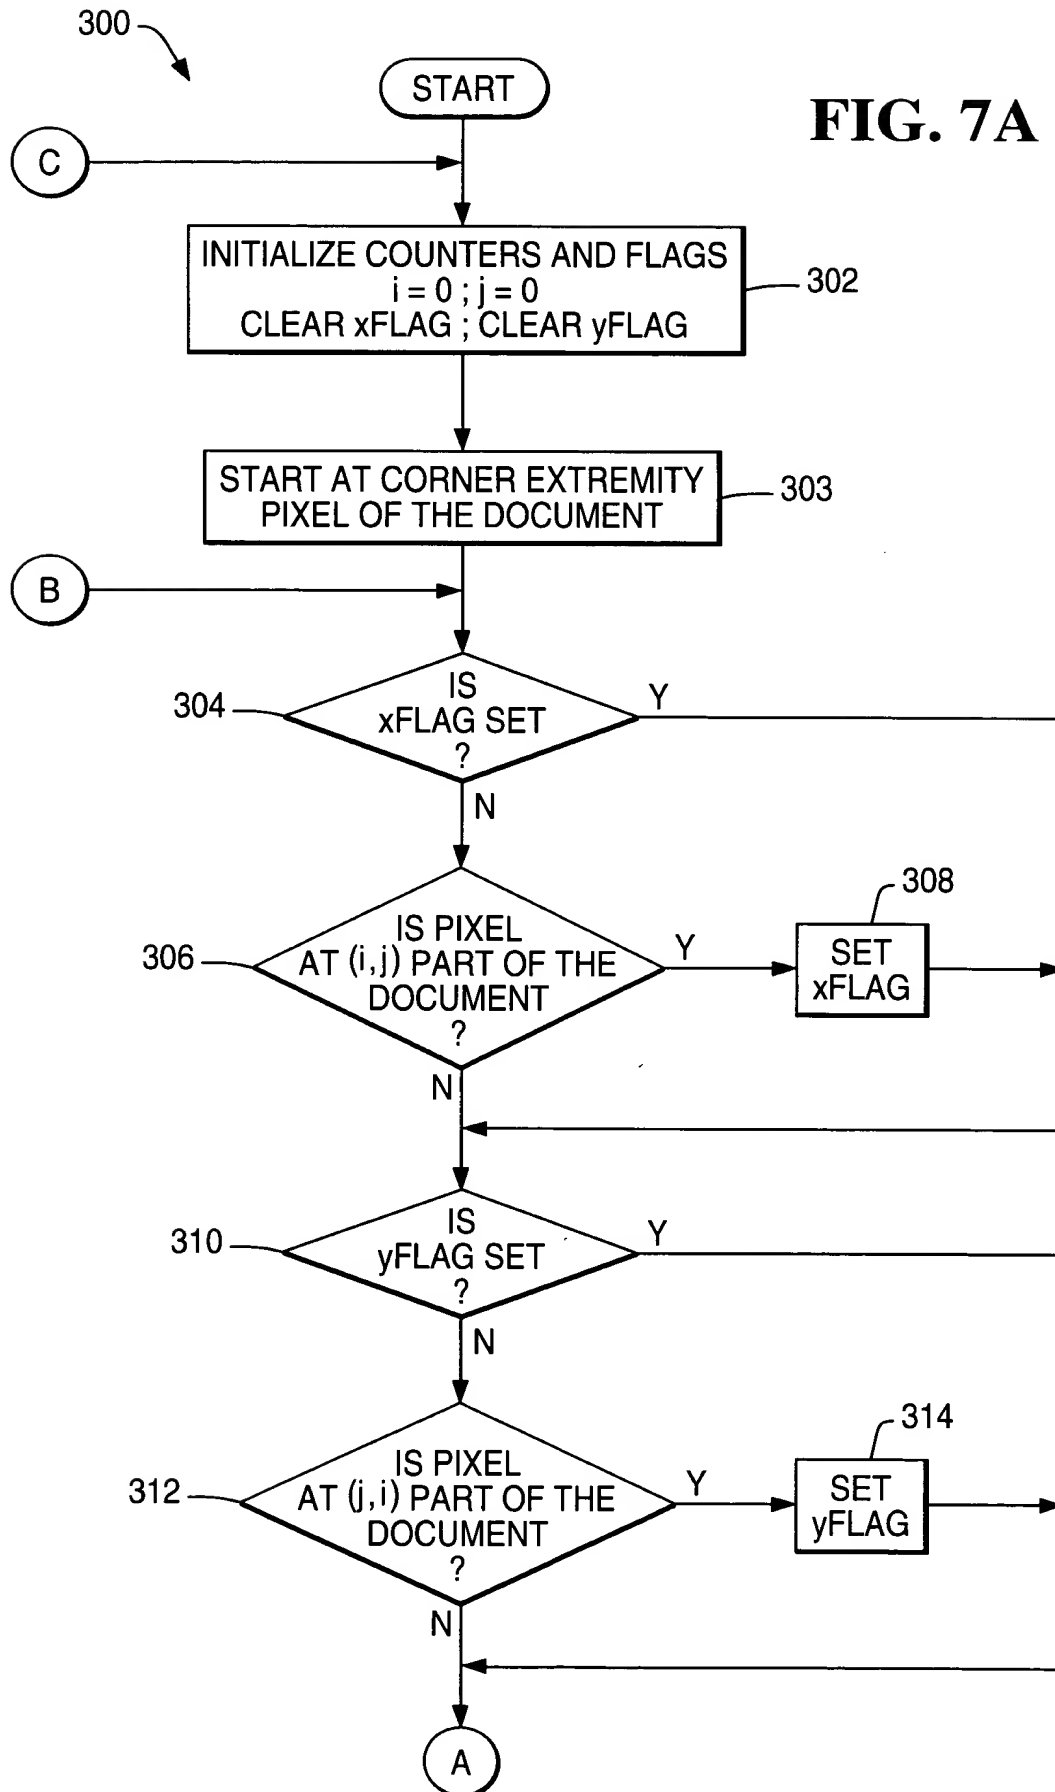 300
START
FIG. 7A
C
INITIALIZE COUNTERS AND FLAGS
i = 0 ; j = 0
CLEAR xFLAG ; CLEAR yFLAG
302
START AT CORNER EXTREMITY
PIXEL OF THE DOCUMENT
303
B
304
IS
xFLAG SET
?
Y
N
306
IS PIXEL
AT (i,j) PART OF THE
DOCUMENT
?
Y
308
SET
xFLAG
N
310
IS
yFLAG SET
?
Y
N
312
IS PIXEL
AT (j,i) PART OF THE
DOCUMENT
?
Y
314
SET
yFLAG
N
A